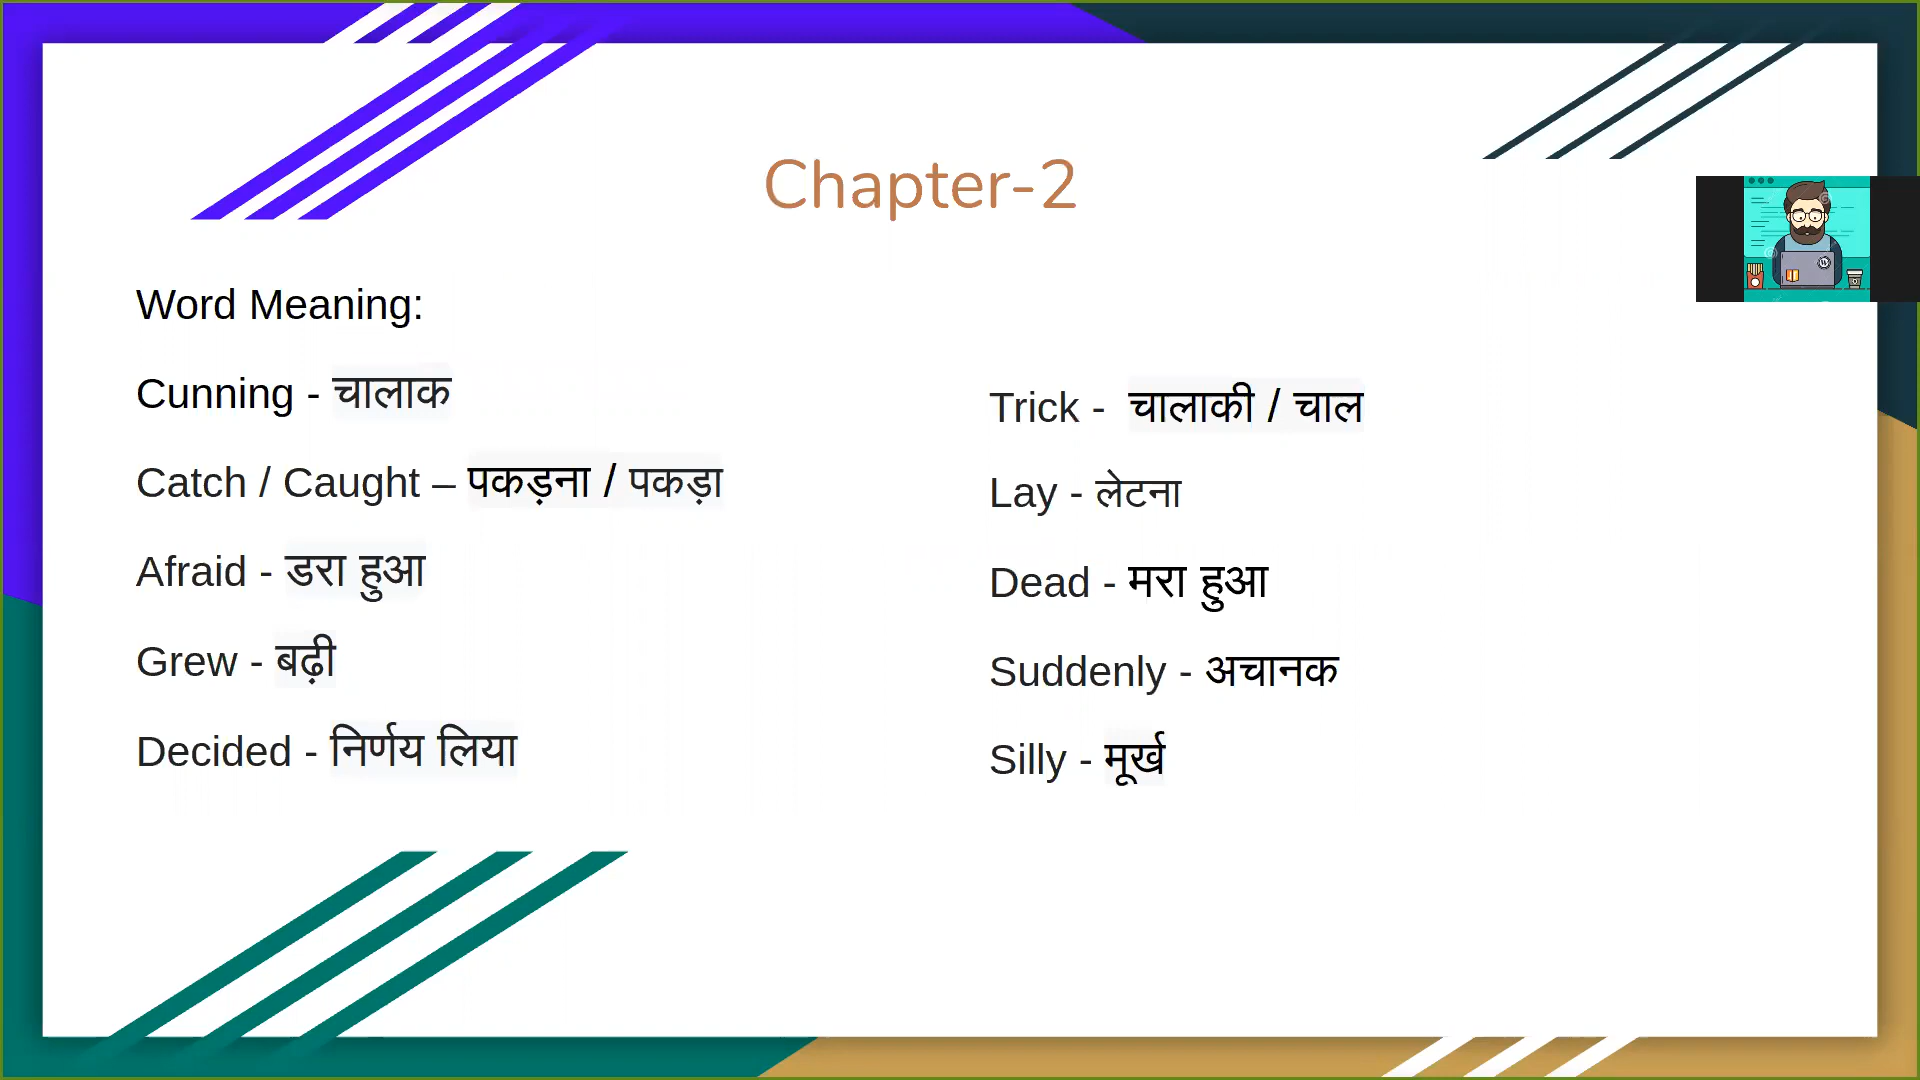 Chapter-2
Word Meaning:
Cunning - चालाक
Catch / Caught – पकड़ना / पकड़ा
Afraid - डरा हुआ
Grew - बढ़ी
Decided - निर्णय लिया
Trick - चालाकी / चाल
Lay - लेटना
Dead - मरा हुआ
Suddenly - अचानक
Silly - मूर्ख